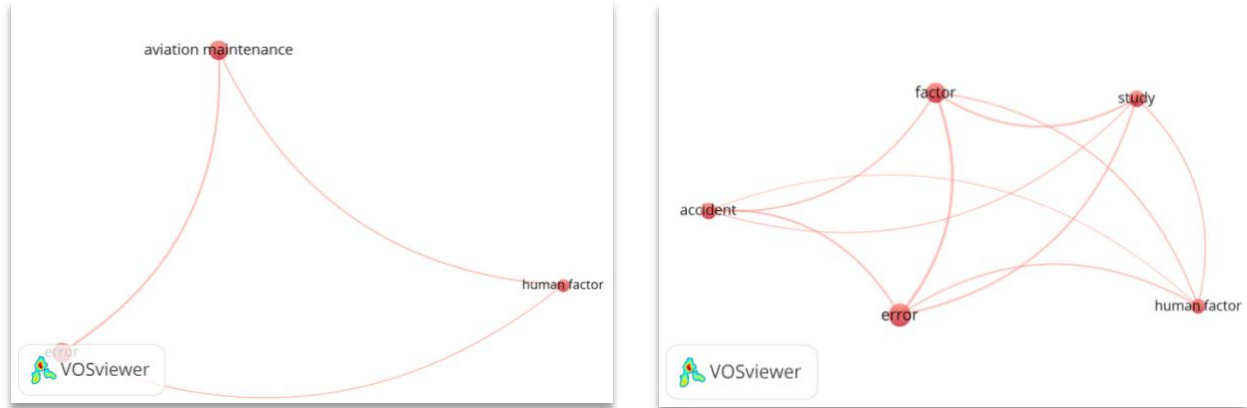 aviation maintenance
human factor
error
VOSviewer
factor
study
accident
error
human factor
VOSviewer